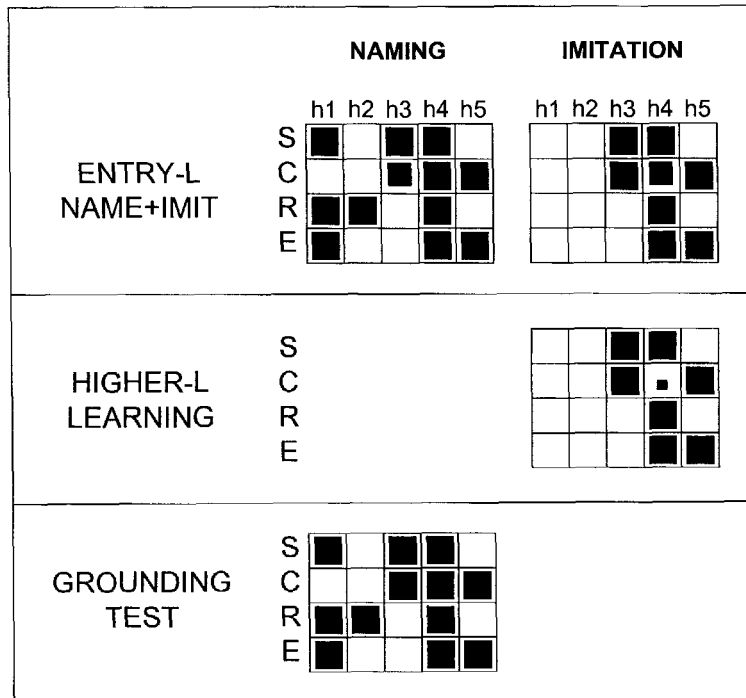 NAMING IMITATION
h1 h2 h3 h4 h5 h1 h2 h3 h4 h5
S
C
R
E
ENTRY-L
NAME+IMIT
S
C
R
E
HIGHER-L
LEARNING
S
C
R
E
GROUNDING
TEST